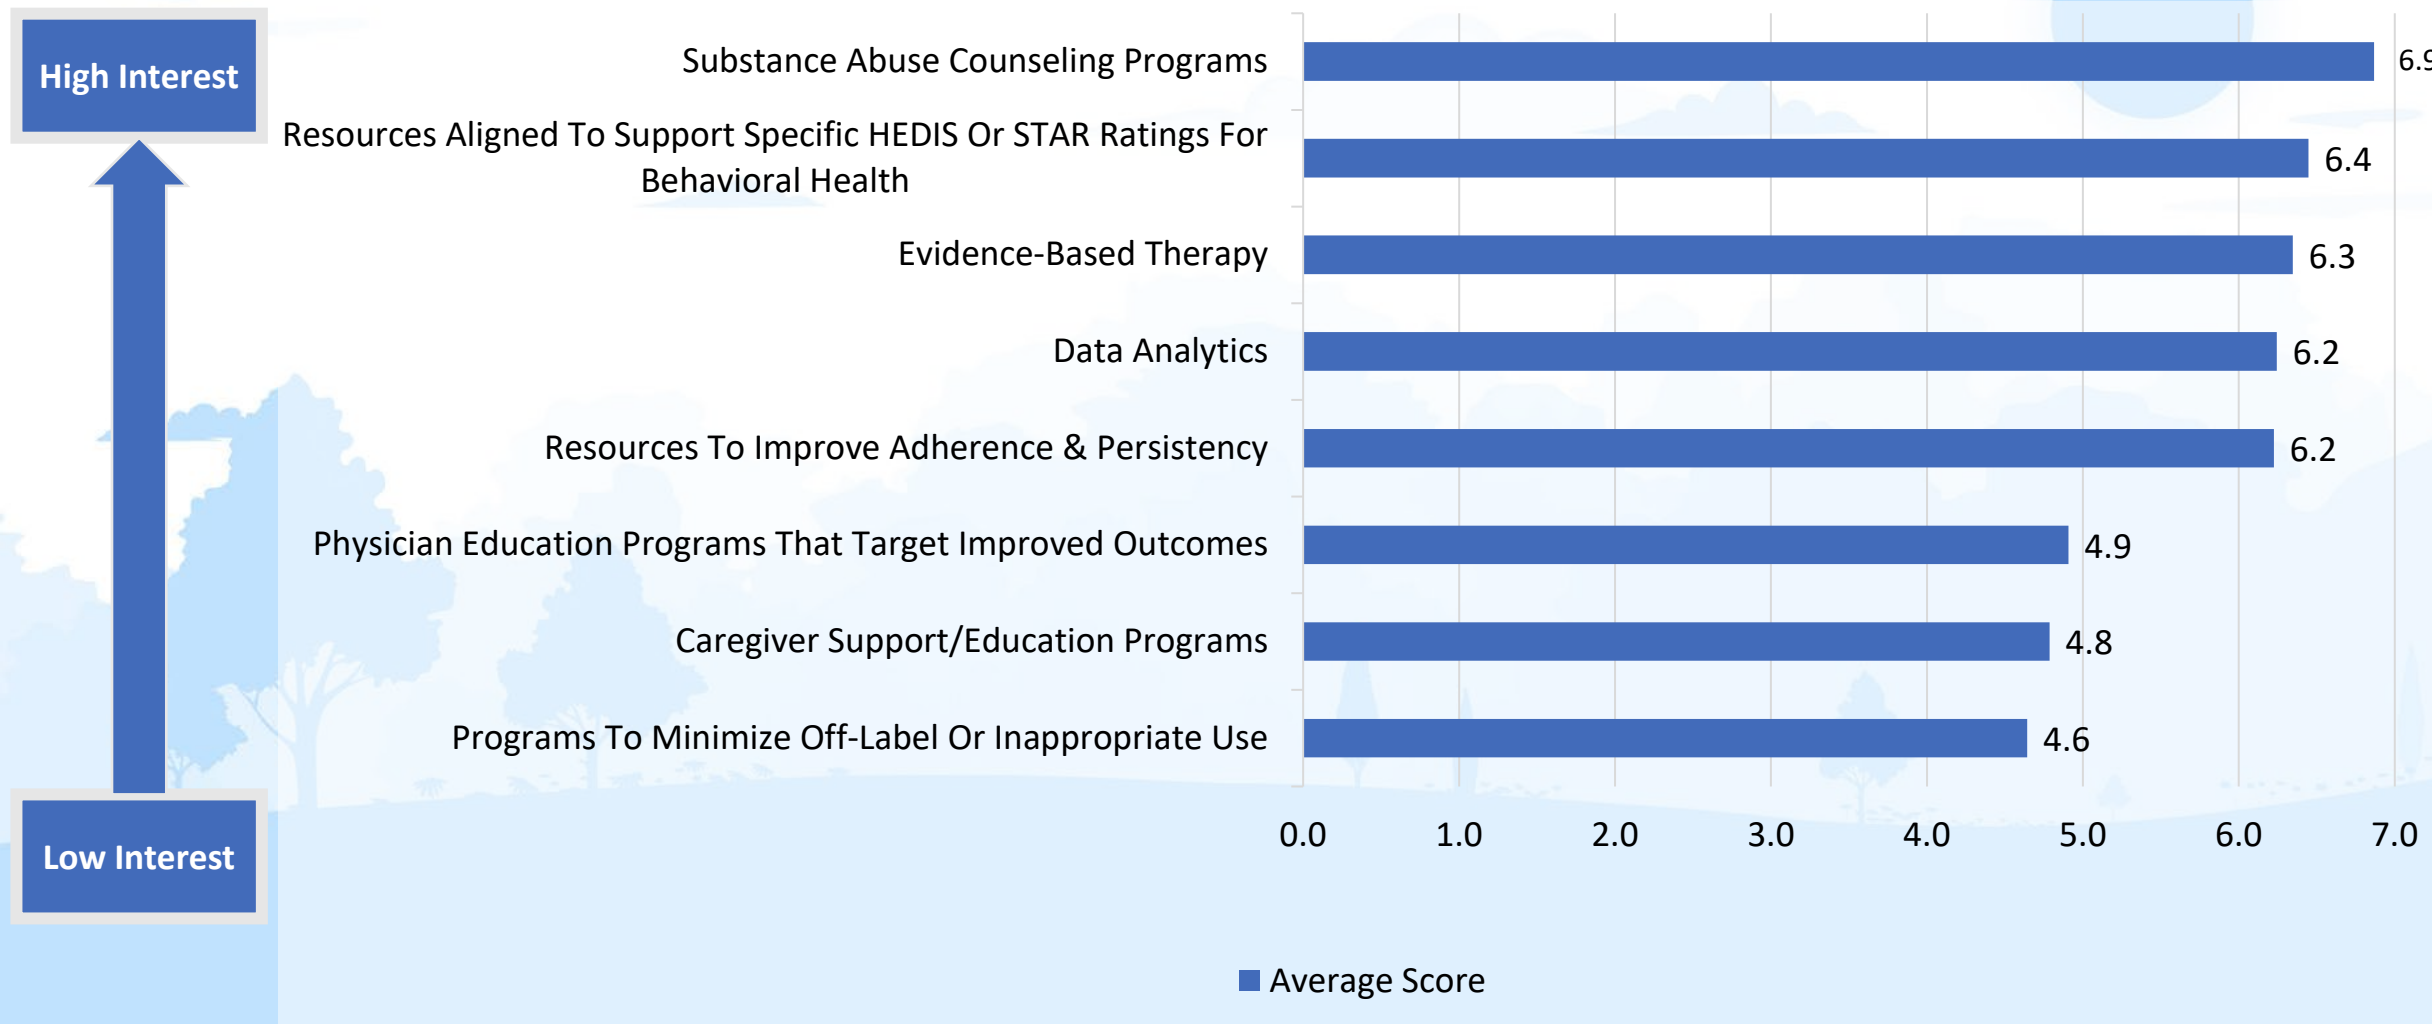 High Interest
Substance Abuse Counseling Programs
6.9
Resources Aligned To Support Specific HEDIS Or STAR Ratings For
Behavioral Health
6.4
Evidence-Based Therapy
6.3
Data Analytics
6.2
Resources To Improve Adherence & Persistency
6.2
Physician Education Programs That Target Improved Outcomes
4.9
Caregiver Support/Education Programs
4.8
Programs To Minimize Off-Label Or Inappropriate Use
4.6
Low Interest
0.0 1.0 2.0 3.0 4.0 5.0 6.0 7.0
Average Score